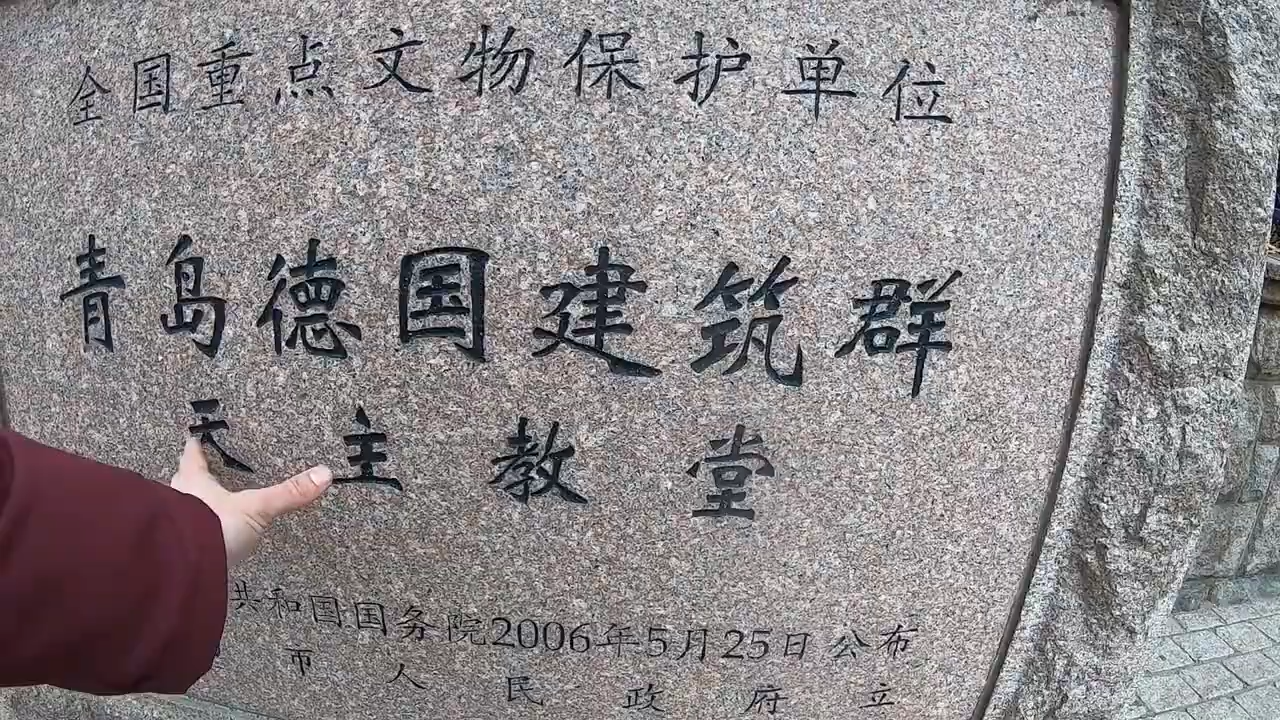 全国重点文物保护单位
青岛德国建筑群
天主教堂
共和国国务院2006年5月25日公布
市人民政府立